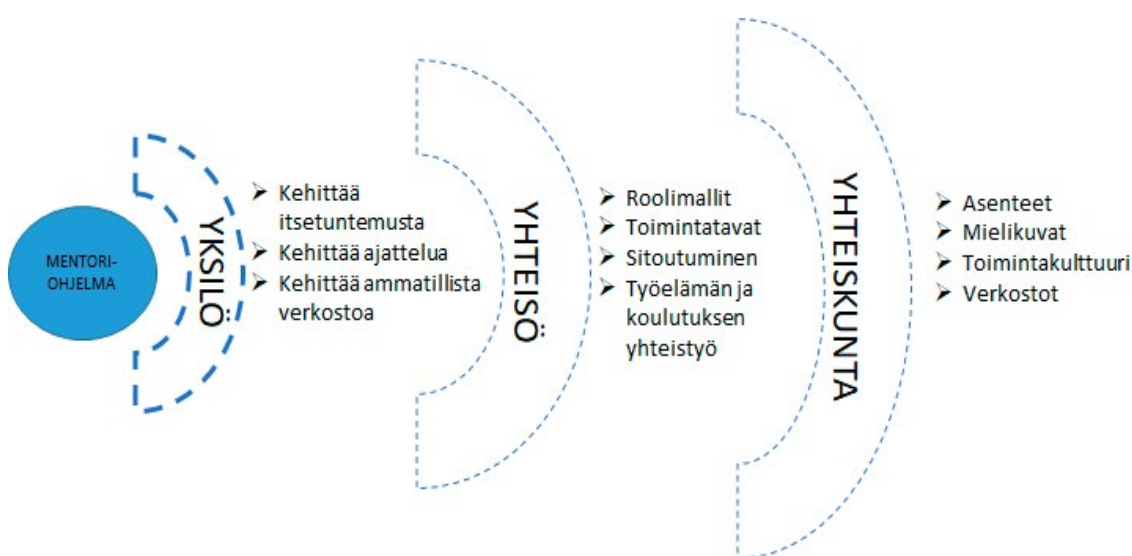 MENTORI-
OHJELMA
YKSILÖ
➢ Kehittää
itsetuntemusta
➢ Kehittää ajattelua
➢ Kehittää ammatillista
verkostoa
YHTEISÖ
➢ Roolimallit
➢ Toimintatavat
➢ Sitoutuminen
➢ Työelämän ja
koulutuksen
yhteistyö
YHTEISKUNTA
➢ Asenteet
➢ Mielikuvat
➢ Toimintakulttuuri
➢ Verkostot